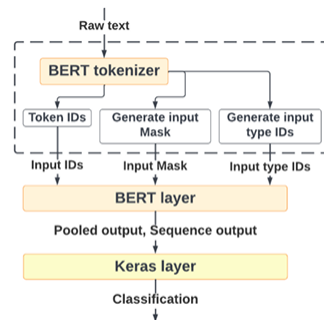 Raw text
BERT tokenizer
Token IDs
Generate input
Mask
Generate input
type IDs
Input IDs
Input Mask
Input type IDs
BERT layer
Pooled output, Sequence output
Keras layer
Classification